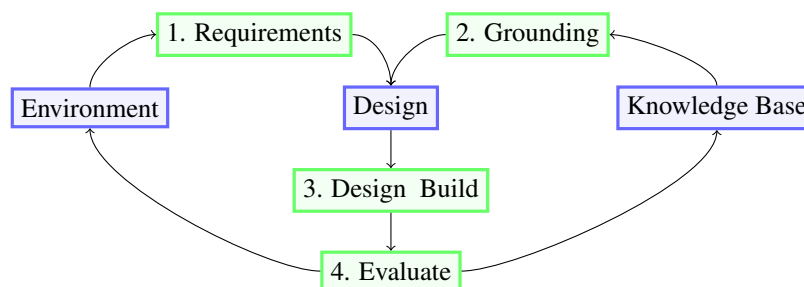 1. Requirements
2. Grounding
Environment
Design
Knowledge Base
3. Design Build
4. Evaluate